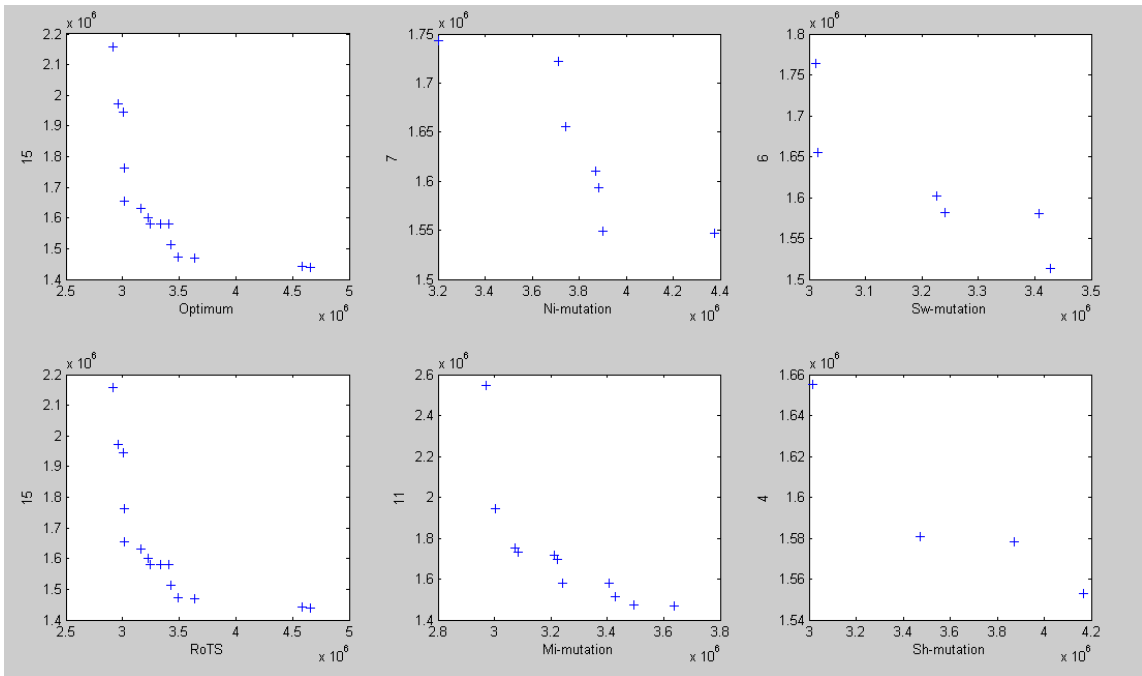 x 10^6
2.2
2.1
2
1.9
1.8
1.7
1.6
1.5
1.4
15
2.5 3 3.5 4 4.5 5
Optimum
x 10^6
x 10^6
1.75
1.7
1.65
1.6
1.55
1.5
7
3.2 3.4 3.6 3.8 4 4.2 4.4
Ni-mutation
x 10^6
x 10^6
1.8
1.75
1.7
1.65
1.6
1.55
1.5
6
3 3.1 3.2 3.3 3.4 3.5
Sw-mutation
x 10^6
x 10^6
2.2
2.1
2
1.9
1.8
1.7
1.6
1.5
1.4
15
2.5 3 3.5 4 4.5 5
RoTS
x 10^6
x 10^6
2.6
2.4
2.2
2
1.8
1.6
1.4
11
2.8 3 3.2 3.4 3.6 3.8
Mi-mutation
x 10^6
x 10^6
1.66
1.64
1.62
1.6
1.58
1.56
1.54
4
3 3.2 3.4 3.6 3.8 4 4.2
Sh-mutation
x 10^6